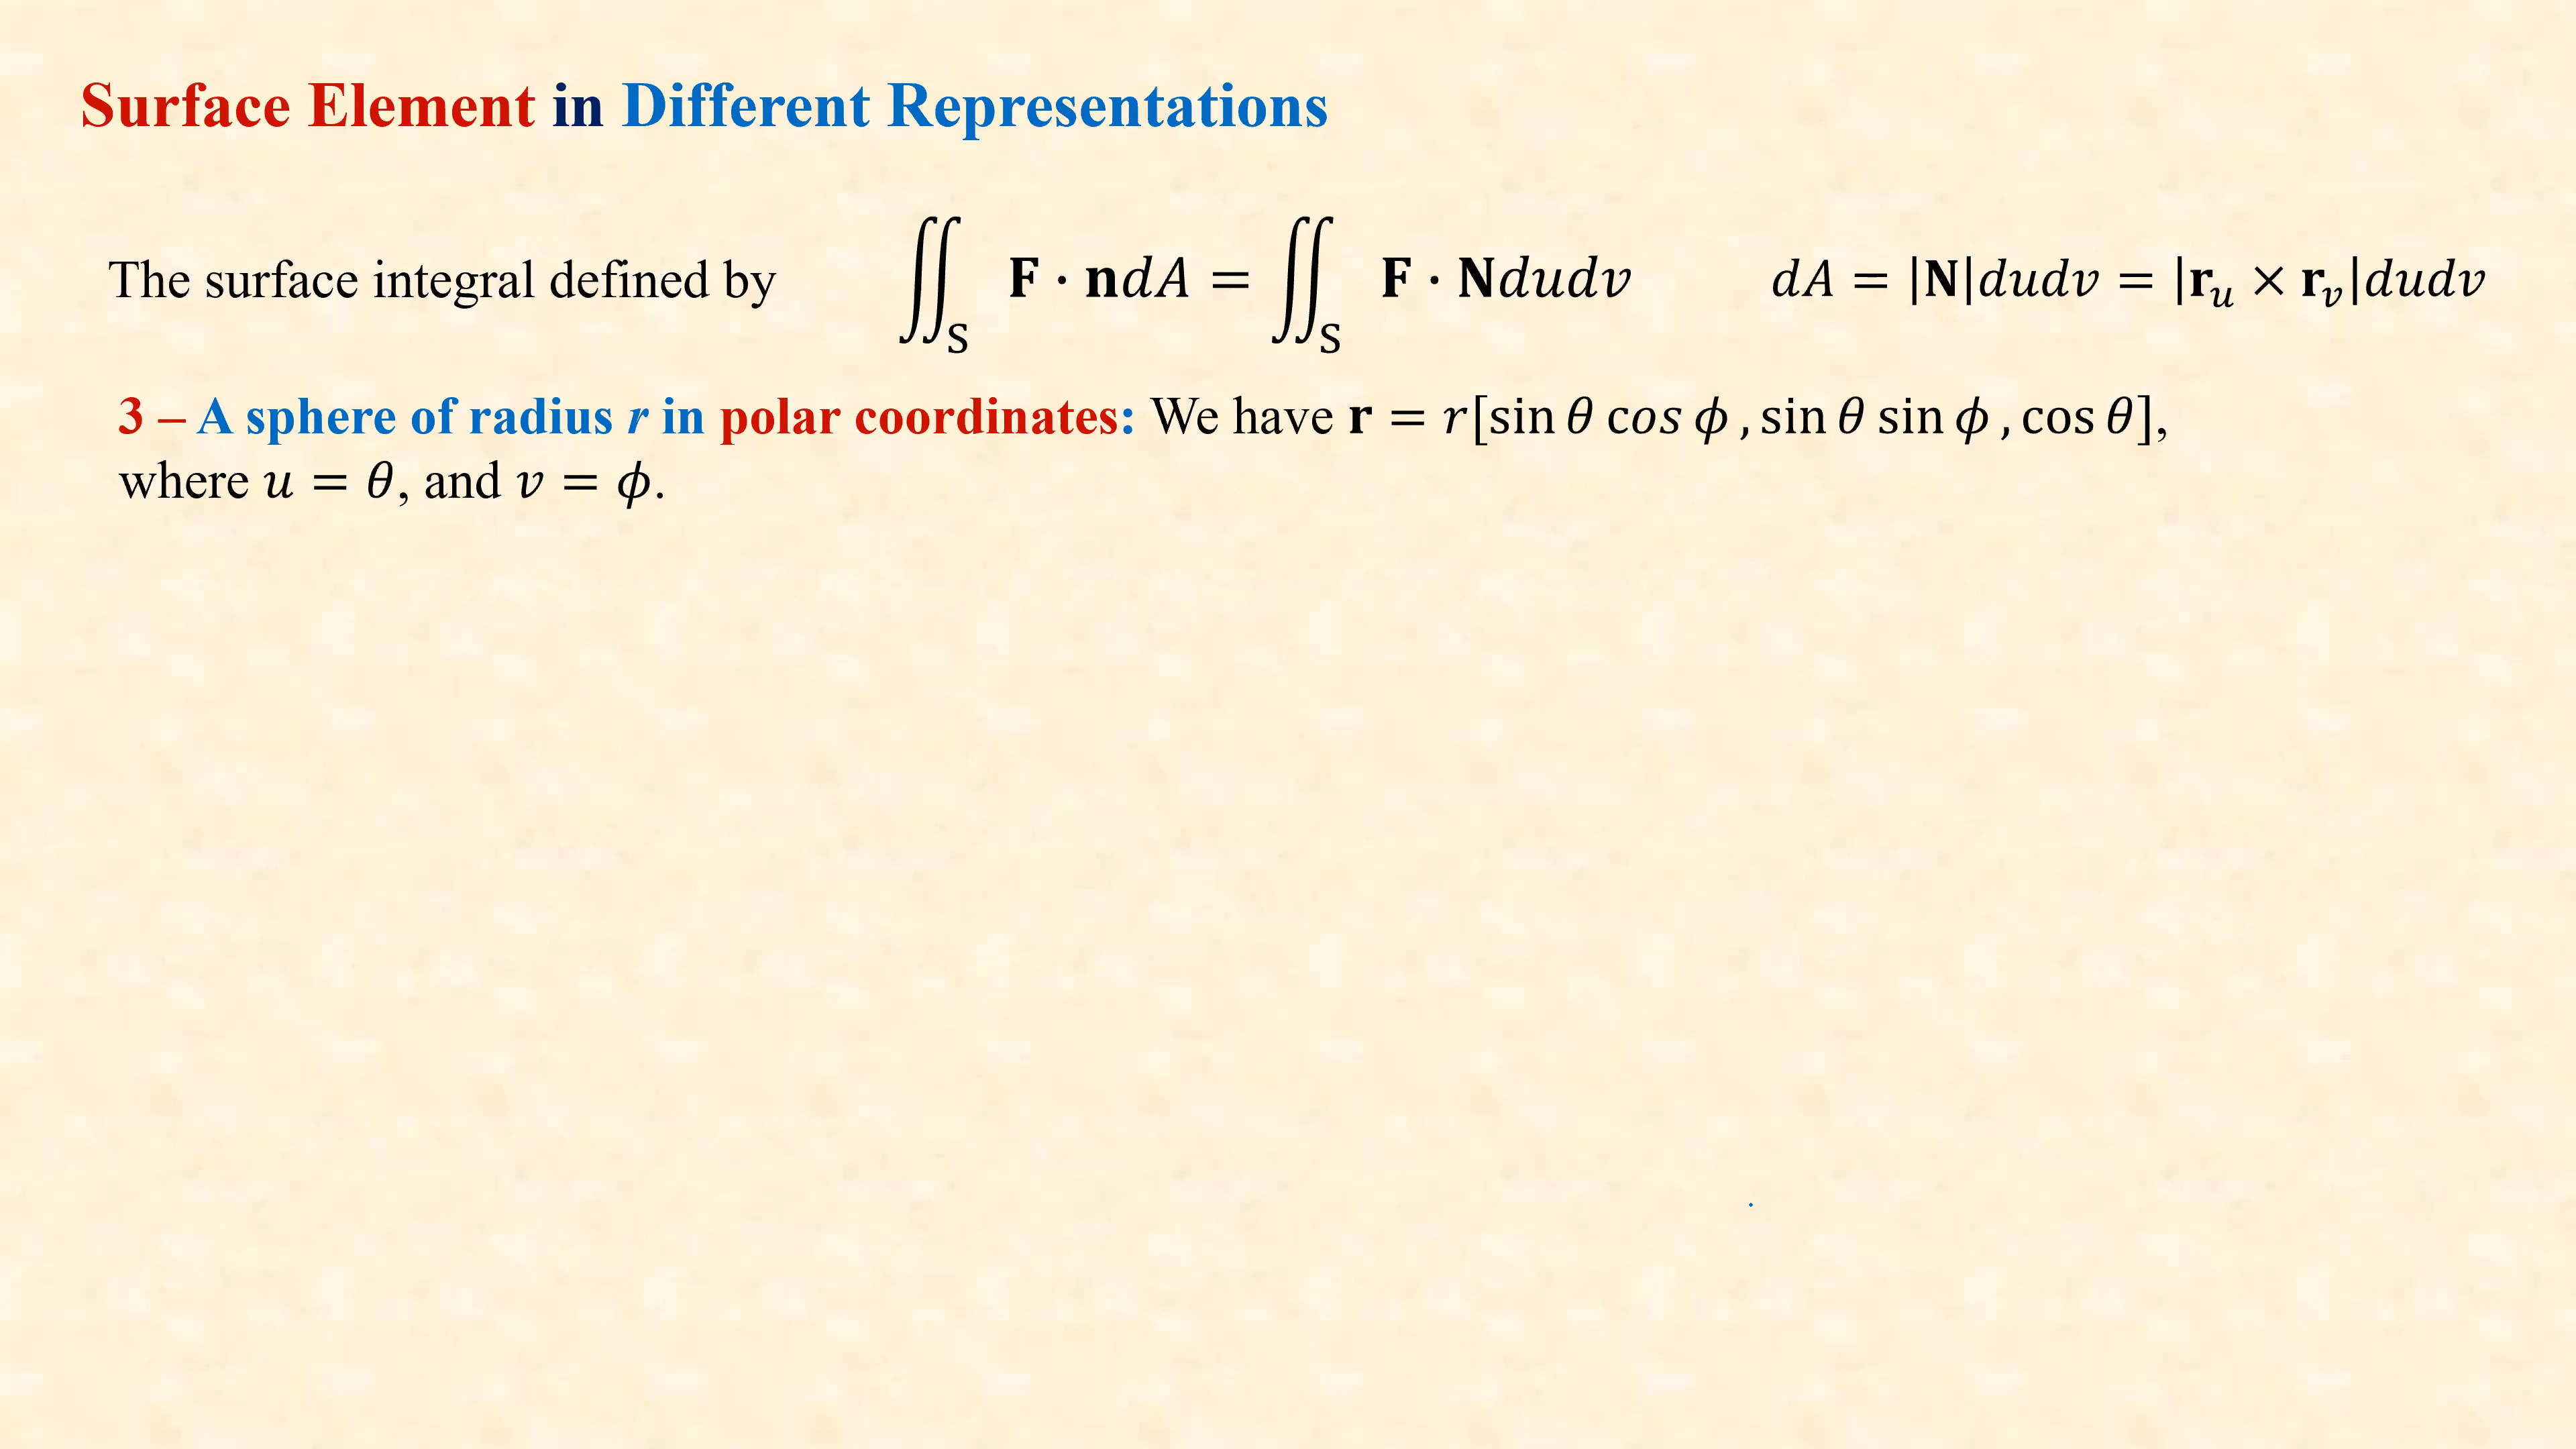 Surface Element in Different Representations
The surface integral defined by ∬_S F · ndA = ∬_S F · Ndudv dA = |N|dudv = |r_u × r_v|dudv
3 – A sphere of radius r in polar coordinates: We have r = r[sin θ cos ϕ , sin θ sin ϕ , cos θ],
where u = θ, and v = ϕ.